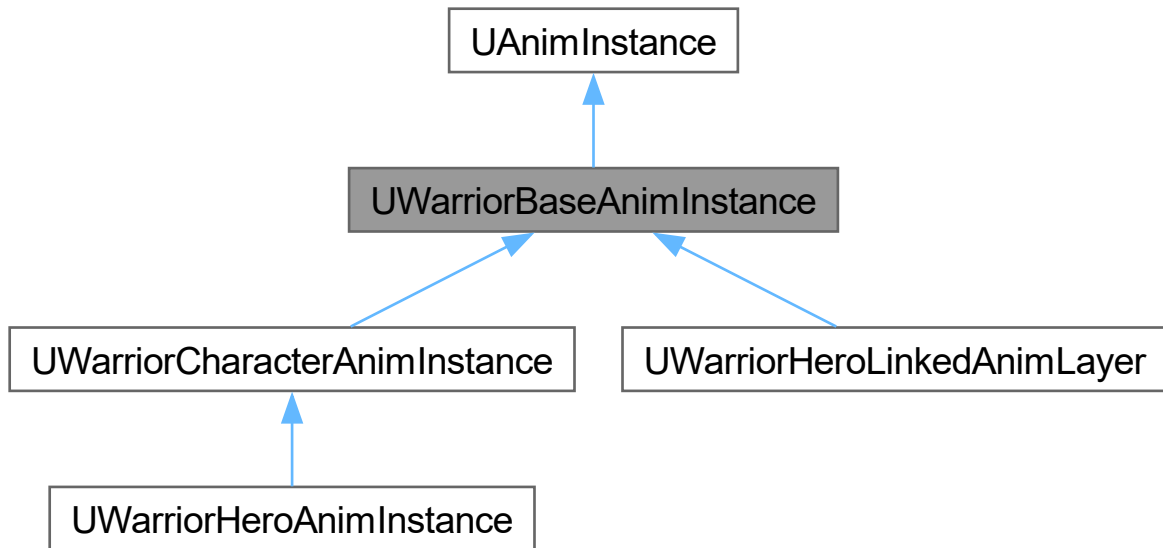 UAnimInstance
UWarriorBaseAnimInstance
UWarriorCharacterAnimInstance
UWarriorHeroLinkedAnimLayer
UWarriorHeroAnimInstance